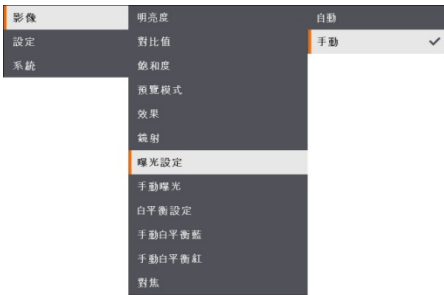 影像
設定
系統
明亮度
對比值
飽和度
預覽模式
效果
鏡射
曝光設定
手動曝光
白平衡設定
手動白平衡藍
手動白平衡紅
對焦
自動
手動